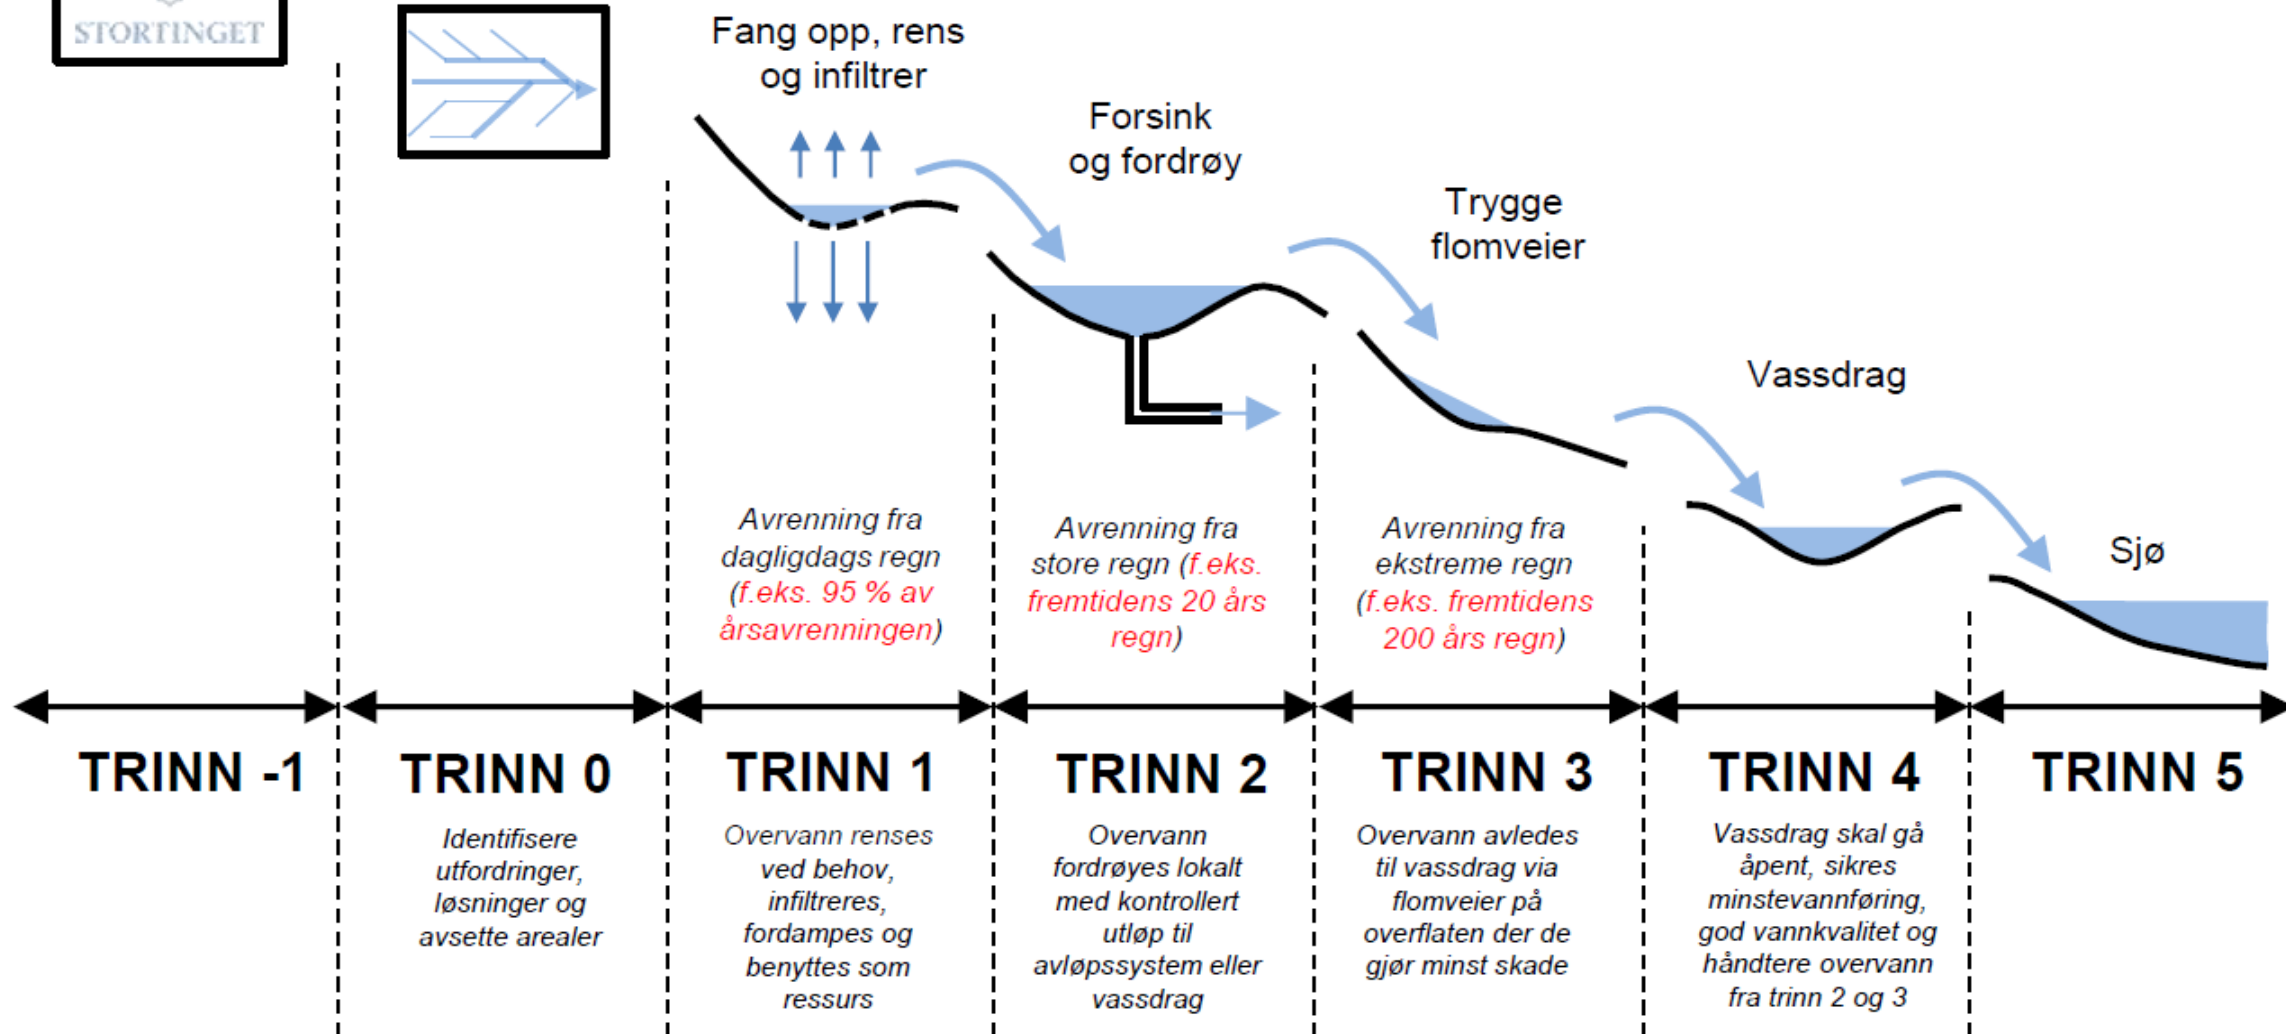 STORTINGET
Fang opp, rens
og infiltrer
Forsink
og fordrøy
Trygge
flomveier
Vassdrag
Sjø
Avrenning fra
dagligdags regn
(f.eks. 95 % av
årsavrenningen)
Avrenning fra
store regn (f.eks.
fremtidens 20 års
regn)
Avrenning fra
ekstreme regn
(f.eks. fremtidens
200 års regn)
TRINN -1
TRINN 0
Identifisere
utfordringer,
løsninger og
avsette arealer
TRINN 1
Overvann renses
ved behov,
infiltreres,
fordampes og
benyttes som
ressurs
TRINN 2
Overvann
fordrøyes lokalt
med kontrollert
utløp til
avløpssystem eller
vassdrag
TRINN 3
Overvann avledes
til vassdrag via
flomveier på
overflaten der de
gjør minst skade
TRINN 4
Vassdrag skal gå
åpent, sikres
minstevannføring,
god vannkvalitet og
håndtere overvann
fra trinn 2 og 3
TRINN 5